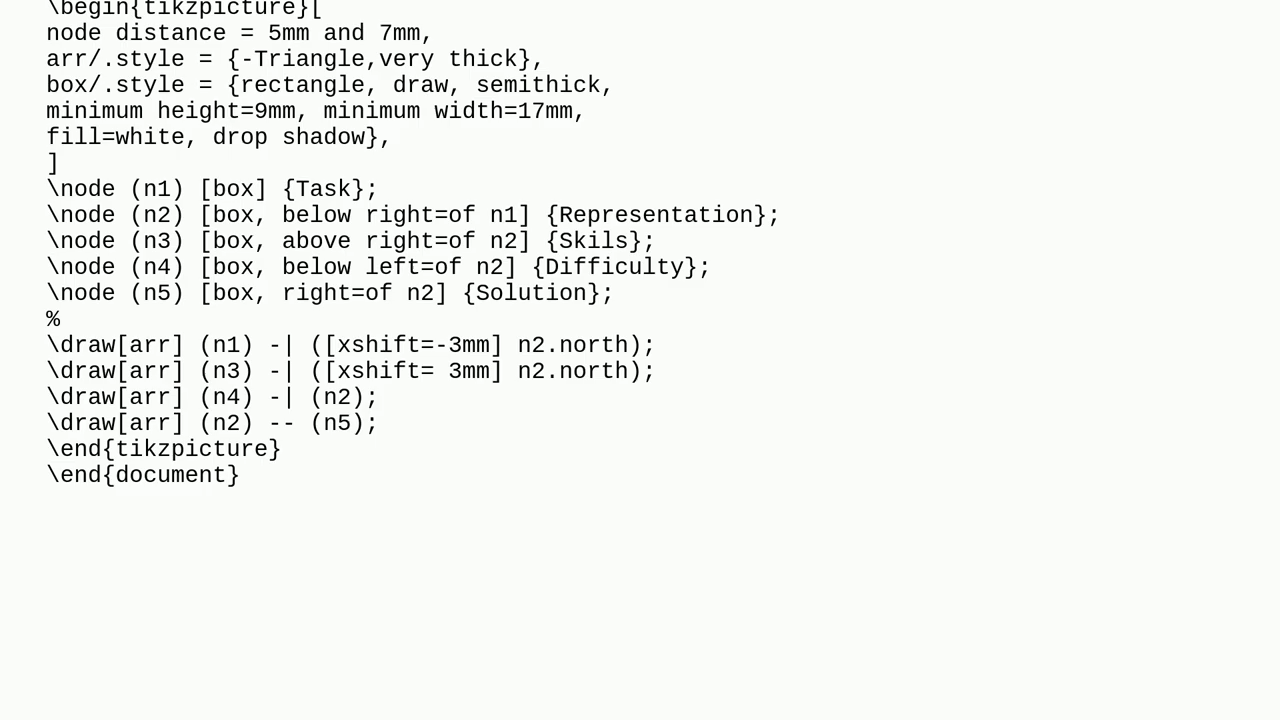 \begin{tikzpicture}[
node distance = 5mm and 7mm,
arr/.style = {-Triangle,very thick},
box/.style = {rectangle, draw, semithick,
minimum height=9mm, minimum width=17mm,
fill=white, drop shadow},
]
\node (n1) [box] {Task};
\node (n2) [box, below right=of n1] {Representation};
\node (n3) [box, above right=of n2] {Skils};
\node (n4) [box, below left=of n2] {Difficulty};
\node (n5) [box, right=of n2] {Solution};
%
\draw[arr] (n1) -| ([xshift=-3mm] n2.north);
\draw[arr] (n3) -| ([xshift= 3mm] n2.north);
\draw[arr] (n4) -| (n2);
\draw[arr] (n2) -- (n5);
\end{tikzpicture}
\end{document}